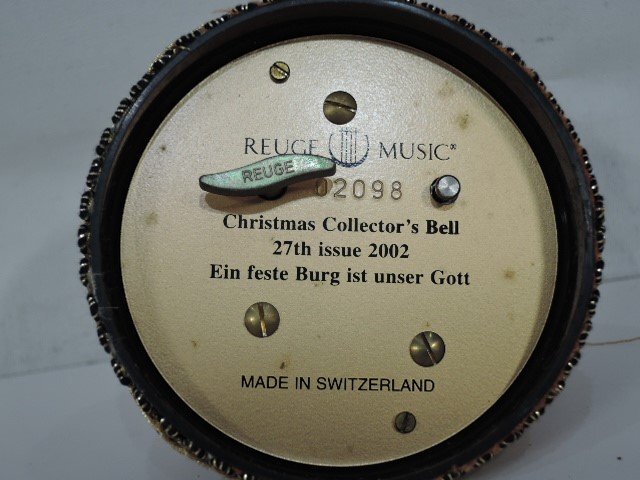 REUGE MUSIC®
REUGE
02098
Christmas Collector's Bell
27th issue 2002
Ein feste Burg ist unser Gott
MADE IN SWITZERLAND